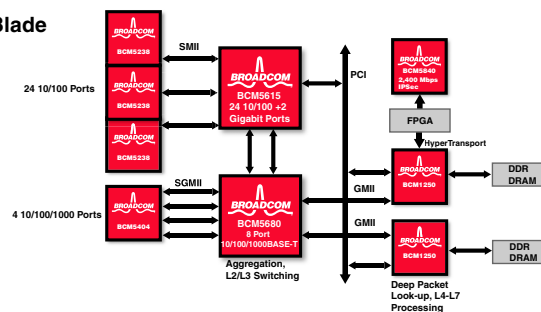 Blade
BROADCOM
BCM5238
BROADCOM
BCM5238
BROADCOM
BCM5238
24 10/100 Ports
SMII
BROADCOM
BCM5615
24 10/100 +2
Gigabit Ports
PCI
BROADCOM
BCM5840
2,400 Mbps
IPSec
FPGA
HyperTransport
BROADCOM
BCM1250
DDR
DRAM
4 10/100/1000 Ports
BROADCOM
BCM5404
SGMII
BROADCOM
BCM5680
8 Port
10/100/1000BASE-T
Aggregation,
L2/L3 Switching
GMII
GMII
BROADCOM
BCM1250
DDR
DRAM
Deep Packet
Look-up, L4-L7
Processing